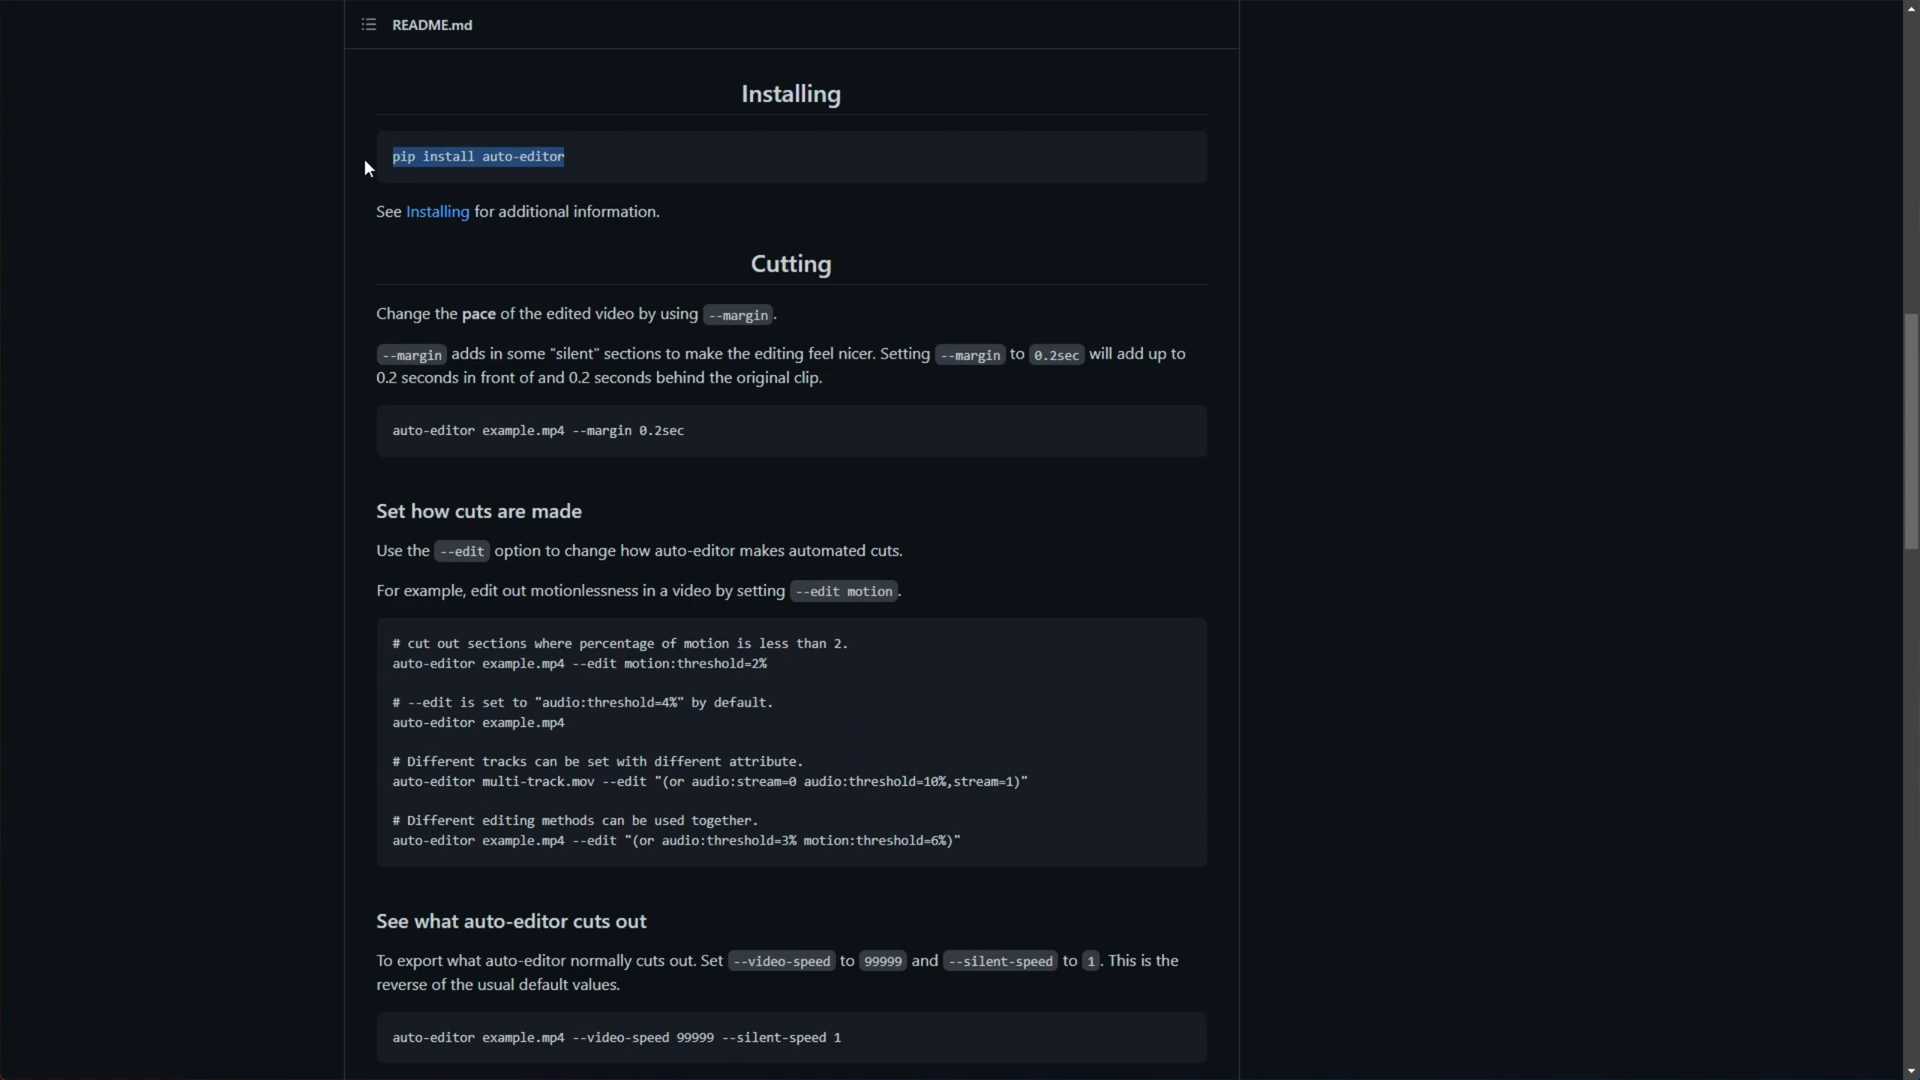 README.md
Installing
pip install auto-editor
See Installing for additional information.
Cutting
Change the pace of the edited video by using --margin.
--margin adds in some "silent" sections to make the editing feel nicer. Setting --margin to 0.2sec will add up to
0.2 seconds in front of and 0.2 seconds behind the original clip.
auto-editor example.mp4 --margin 0.2sec
Set how cuts are made
Use the --edit option to change how auto-editor makes automated cuts.
For example, edit out motionlessness in a video by setting --edit motion.
# cut out sections where percentage of motion is less than 2.
auto-editor example.mp4 --edit motion:threshold=2%
# --edit is set to "audio:threshold=4%" by default.
auto-editor example.mp4
# Different tracks can be set with different attribute.
auto-editor multi-track.mov --edit "(or audio:stream=0 audio:threshold=10%,stream=1)"
# Different editing methods can be used together.
auto-editor example.mp4 --edit "(or audio:threshold=3% motion:threshold=6%)"
See what auto-editor cuts out
To export what auto-editor normally cuts out. Set --video-speed to 99999 and --silent-speed to 1. This is the
reverse of the usual default values.
auto-editor example.mp4 --video-speed 99999 --silent-speed 1